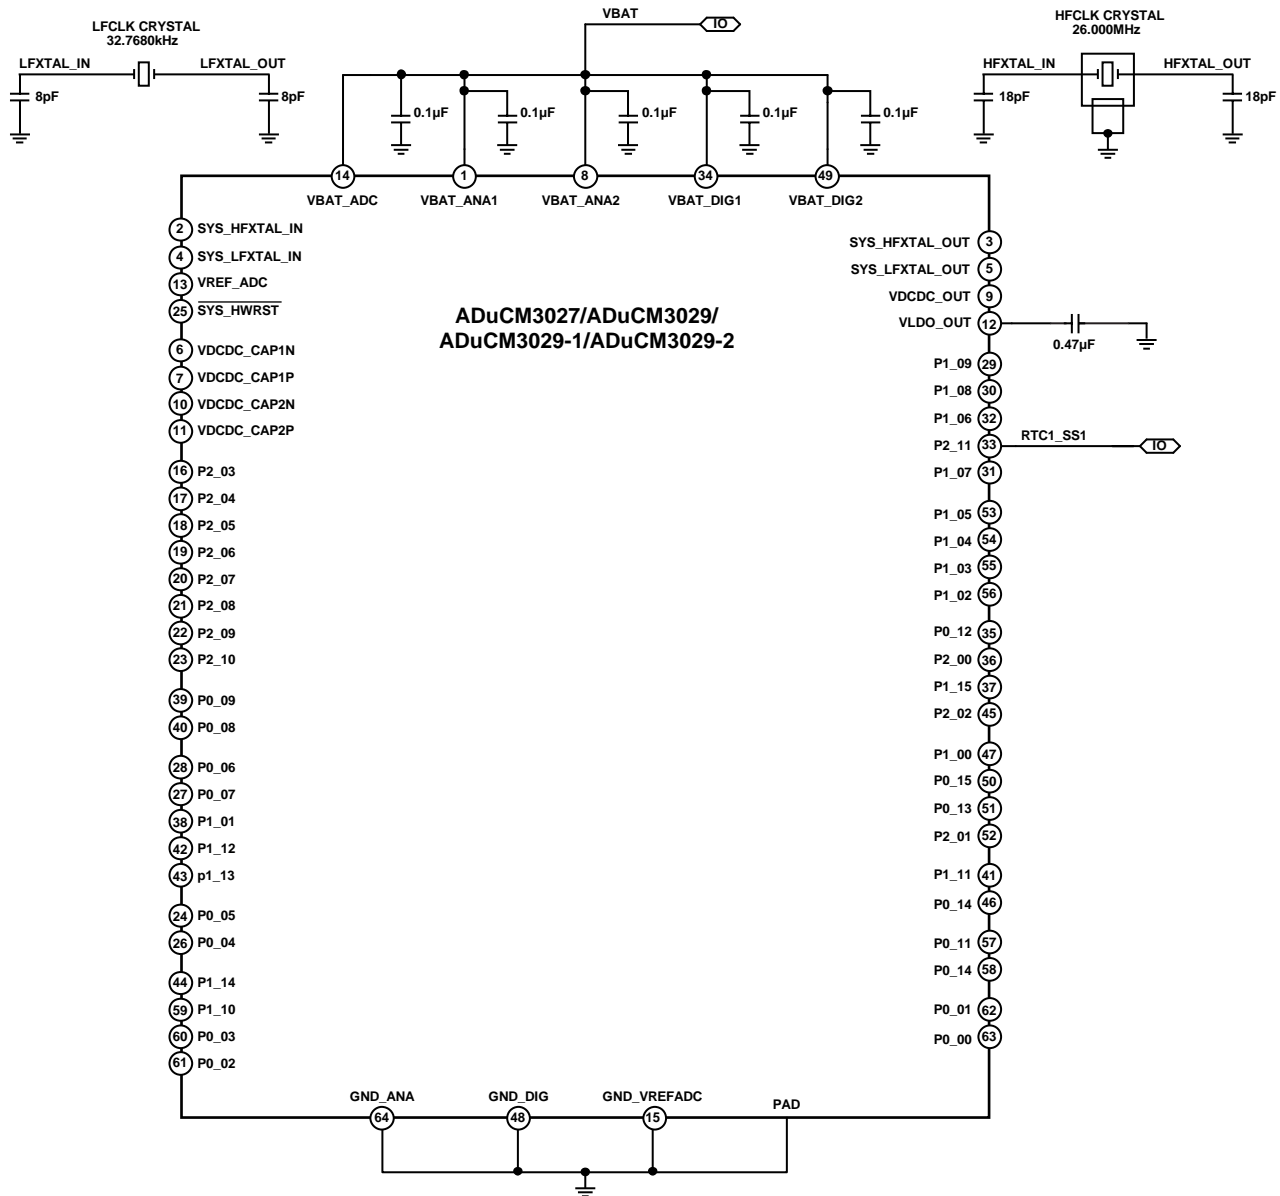 VBAT
IO
LFCLK CRYSTAL
32.7680kHz
LFXTAL_IN
LFXTAL_OUT
8pF
8pF
HFCLK CRYSTAL
26.000MHz
HFXTAL_IN
HFXTAL_OUT
18pF
18pF
0.1µF
0.1µF
0.1µF
0.1µF
0.1µF
14
1
8
34
49
VBAT_ADC
VBAT_ANA1
VBAT_ANA2
VBAT_DIG1
VBAT_DIG2
ADuCM3027/ADuCM3029/
ADuCM3029-1/ADuCM3029-2
2 SYS_HFXTAL_IN
4 SYS_LFXTAL_IN
13 VREF_ADC
25 SYS_HWRST
6 VDCDC_CAP1N
7 VDCDC_CAP1P
10 VDCDC_CAP2N
11 VDCDC_CAP2P
16 P2_03
17 P2_04
18 P2_05
19 P2_06
20 P2_07
21 P2_08
22 P2_09
23 P2_10
39 P0_09
40 P0_08
28 P0_06
27 P0_07
38 P1_01
42 P1_12
43 p1_13
24 P0_05
26 P0_04
44 P1_14
59 P1_10
60 P0_03
61 P0_02
SYS_HFXTAL_OUT 3
SYS_LFXTAL_OUT 5
VDCDC_OUT 9
VLDO_OUT 12
0.47µF
P1_09 29
P1_08 30
P1_06 32
P2_11 33
RTC1_SS1
IO
P1_07 31
P1_05 53
P1_04 54
P1_03 55
P1_02 56
P0_12 35
P2_00 36
P1_15 37
P2_02 45
P1_00 47
P0_15 50
P0_13 51
P2_01 52
P1_11 41
P0_14 46
P0_11 57
P0_14 58
P0_01 62
P0_00 63
GND_ANA
GND_DIG
GND_VREFADC
PAD
64
48
15